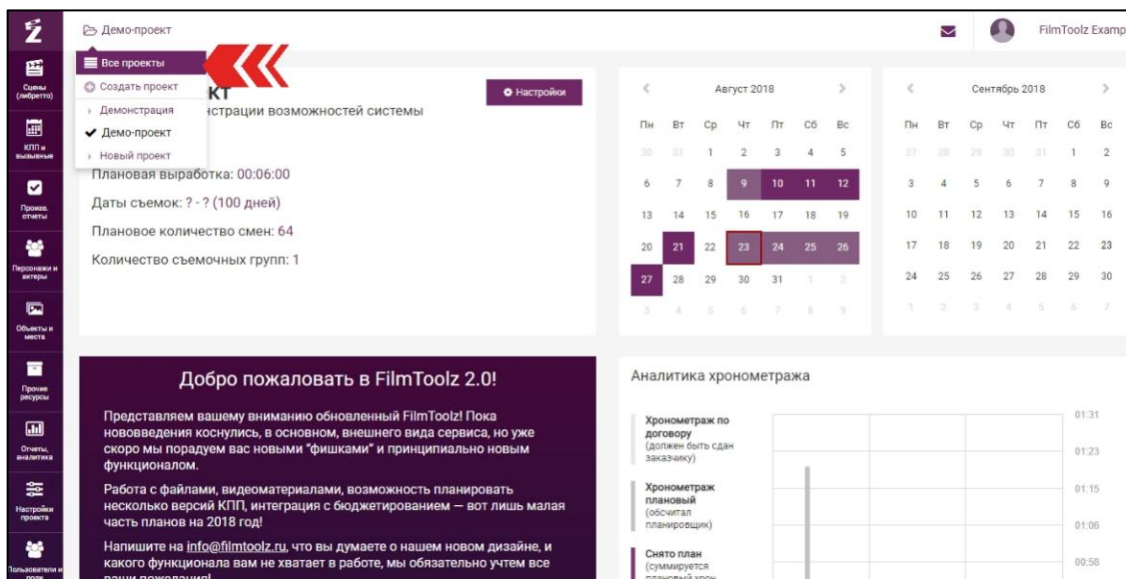 Демо-проект
FilmToolz Examp
Все проекты
Создать проект
Демонстрация
Демо-проект
Новый проект
Сцены
(либретто)
КПП и
вызывные
Произв.
отчеты
Персонажи и
актеры
Объекты и
места
Прочие
ресурсы
Отчеты,
аналитика
Настройки
проекта
Пользователи и
роли
кт
нстрации возможностей системы
Настройки
Плановая выработка: 00:06:00
Даты съемок: ? - ? (100 дней)
Плановое количество смен: 64
Количество съемочных групп: 1
Август 2018
Пн Вт Ср Чт Пт Сб Вс
30 31 1 2 3 4 5
6 7 8 9 10 11 12
13 14 15 16 17 18 19
20 21 22 23 24 25 26
27 28 29 30 31 1 2
3 4 5 6 7 8 9
Сентябрь 2018
Пн Вт Ср Чт Пт Сб Вс
27 28 29 30 31 1 2
3 4 5 6 7 8 9
10 11 12 13 14 15 16
17 18 19 20 21 22 23
24 25 26 27 28 29 30
1 2 3 4 5 6 7
Добро пожаловать в FilmToolz 2.0!
Представляем вашему вниманию обновленный FilmToolz! Пока
нововведения коснулись, в основном, внешнего вида сервиса, но уже
скоро мы порадуем вас новыми “фишками” и принципиально новым
функционалом.
Работа с файлами, видеоматериалами, возможность планировать
несколько версий КПП, интеграция с бюджетированием — вот лишь малая
часть планов на 2018 год!
Напишите на info@filmtoolz.ru, что вы думаете о нашем новом дизайне, и
какого функционала вам не хватает в работе, мы обязательно учтем все
ваши пожелания!
Аналитика хронометража
Хронометраж по
договору
(должен быть сдан
заказчику)
Хронометраж
плановый
(обсчитал
планировщик)
Снято план
(суммируется
плановый хрон
01:31
01:23
01:15
01:06
00:58